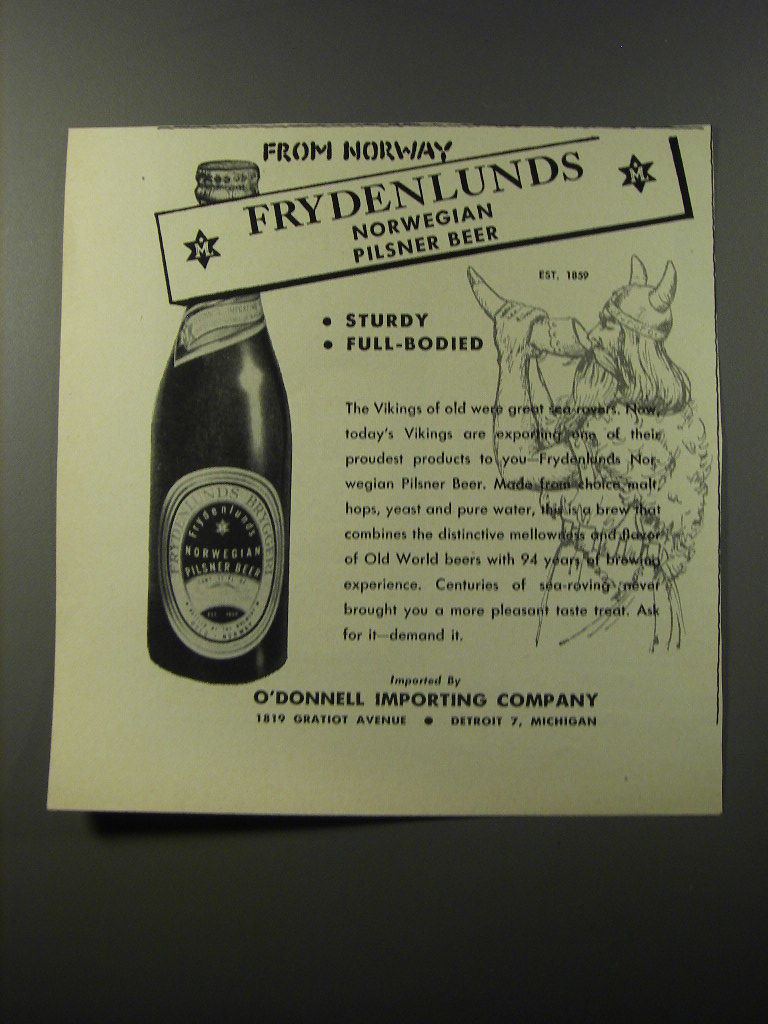 FROM NORWAY
FRYDENLUNDS
NORWEGIAN
PILSNER BEER
M
M
EST. 1859
• STURDY
• FULL-BODIED
The Vikings of old were great sea-rovers. Now,
today's Vikings are exporting one of their
proudest products to you—Frydenlunds Nor-
wegian Pilsner Beer. Made from choice malt,
hops, yeast and pure water, this is a brew that
combines the distinctive mellowness and flavor
of Old World beers with 94 years of brewing
experience. Centuries of sea-roving never
brought you a more pleasant taste treat. Ask
for it—demand it.
FRYDENLUNDS BRYGGERI
Frydenlunds
NORWEGIAN
PILSNER BEER
Imported By
O'DONNELL IMPORTING COMPANY
1819 GRATIOT AVENUE • DETROIT 7, MICHIGAN